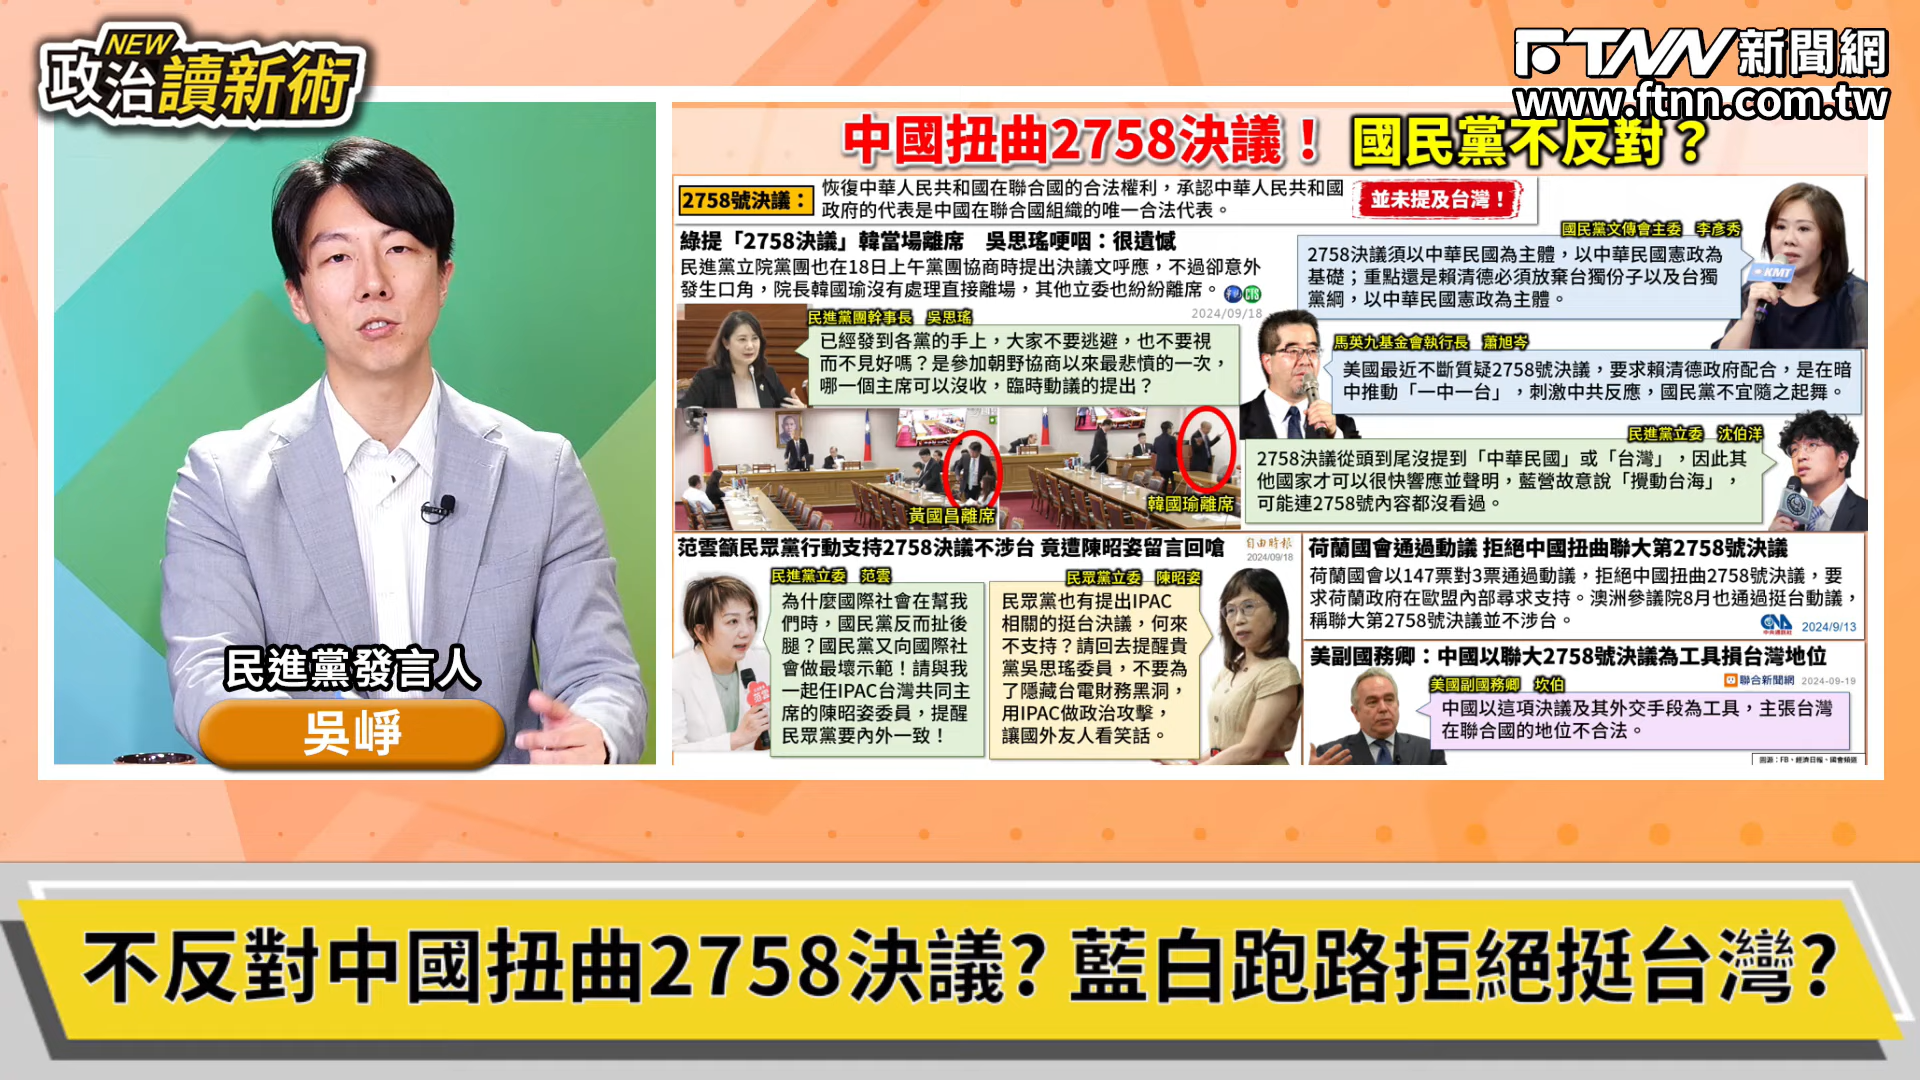 NEW
政治讀新術
FTNN新聞網
www.ftnn.com.tw
中國扭曲2758決議！ 國民黨不反對？
2758號決議：
恢復中華人民共和國在聯合國的合法權利，承認中華人民共和國
政府的代表是中國在聯合國組織的唯一合法代表。
並未提及台灣！
綠提「2758決議」韓當場離席 吳思瑤哽咽：很遺憾
民進黨立院黨團也在18日上午黨團協商時提出決議文呼應，不過卻意外
發生口角，院長韓國瑜沒有處理直接離場，其他立委也紛紛離席。
華視 CTS
2024/09/18
民進黨團幹事長 吳思瑤
已經發到各黨的手上，大家不要逃避，也不要視
而不見好嗎？是參加朝野協商以來最悲憤的一次，
哪一個主席可以沒收，臨時動議的提出？
黃國昌離席
韓國瑜離席
國民黨文傳會主委 李彥秀
2758決議須以中華民國為主體，以中華民國憲政為
基礎；重點還是賴清德必須放棄台獨份子以及台獨
黨綱，以中華民國憲政為主體。
KMT
馬英九基金會執行長 蕭旭岑
美國最近不斷質疑2758號決議，要求賴清德政府配合，是在暗
中推動「一中一台」，刺激中共反應，國民黨不宜隨之起舞。
民進黨立委 沈伯洋
2758決議從頭到尾沒提到「中華民國」或「台灣」，因此其
他國家才可以很快響應並聲明，藍營故意說「攪動台海」，
可能連2758號內容都沒看過。
范雲籲民眾黨行動支持2758決議不涉台 竟遭陳昭姿留言回嗆
自由時報
2024/09/18
民進黨立委 范雲
為什麼國際社會在幫我
們時，國民黨反而扯後
腿？國民黨又向國際社
會做最壞示範！請與我
一起任IPAC台灣共同主
席的陳昭姿委員，提醒
民眾黨要內外一致！
民眾黨立委 陳昭姿
民眾黨也有提出IPAC
相關的挺台決議，何來
不支持？請回去提醒貴
黨吳思瑤委員，不要為
了隱藏台電財務黑洞，
用IPAC做政治攻擊，
讓國外友人看笑話。
荷蘭國會通過動議 拒絕中國扭曲聯大第2758號決議
荷蘭國會以147票對3票通過動議，拒絕中國扭曲2758號決議，要
求荷蘭政府在歐盟內部尋求支持。澳洲參議院8月也通過挺台動議，
稱聯大第2758號決議並不涉台。
CNA
中央通訊社
2024/9/13
美副國務卿：中國以聯大2758號決議為工具損台灣地位
聯合新聞網 2024-09-19
美國副國務卿 坎伯
中國以這項決議及其外交手段為工具，主張台灣
在聯合國的地位不合法。
圖源：FB、經濟日報、國會頻道
民進黨發言人
吳崢
不反對中國扭曲2758決議? 藍白跑路拒絕挺台灣?